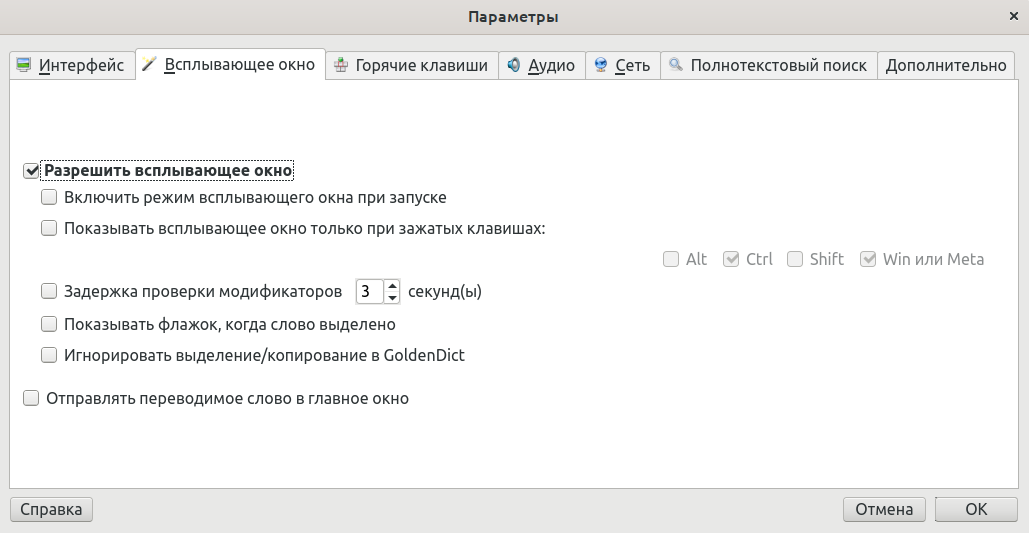 Параметры
Интерфейс Всплывающее окно Горячие клавиши Аудио Сеть Полнотекстовый поиск Дополнительно
Разрешить всплывающее окно
Включить режим всплывающего окна при запуске
Показывать всплывающее окно только при зажатых клавишах:
Alt Ctrl Shift Win или Meta
Задержка проверки модификаторов 3 секунд(ы)
Показывать флажок, когда слово выделено
Игнорировать выделение/копирование в GoldenDict
Отправлять переводимое слово в главное окно
Справка Отмена OK